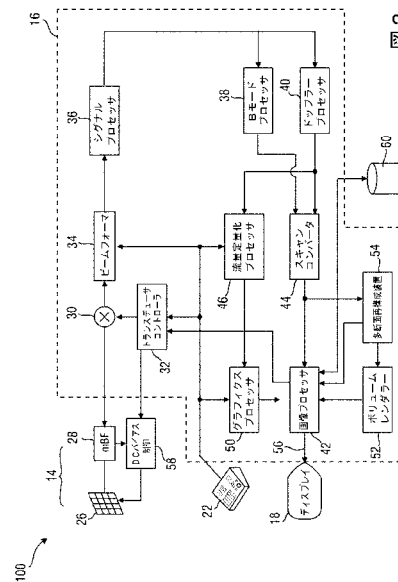 100
14
26
28
mBF
DCバイアス
制御
58
16
30
32
トランスデューサ
コントローラ
34
ビームフォーマ
36
シグナル
プロセッサ
22
38
Bモード
プロセッサ
40
ドップラー
プロセッサ
46
流量定量化
プロセッサ
44
スキャン
コンバータ
50
グラフィクス
プロセッサ
18
ディスプレイ
56
42
画像プロセッサ
52
ボリューム
レンダラー
54
多断面再構成装置
60
図